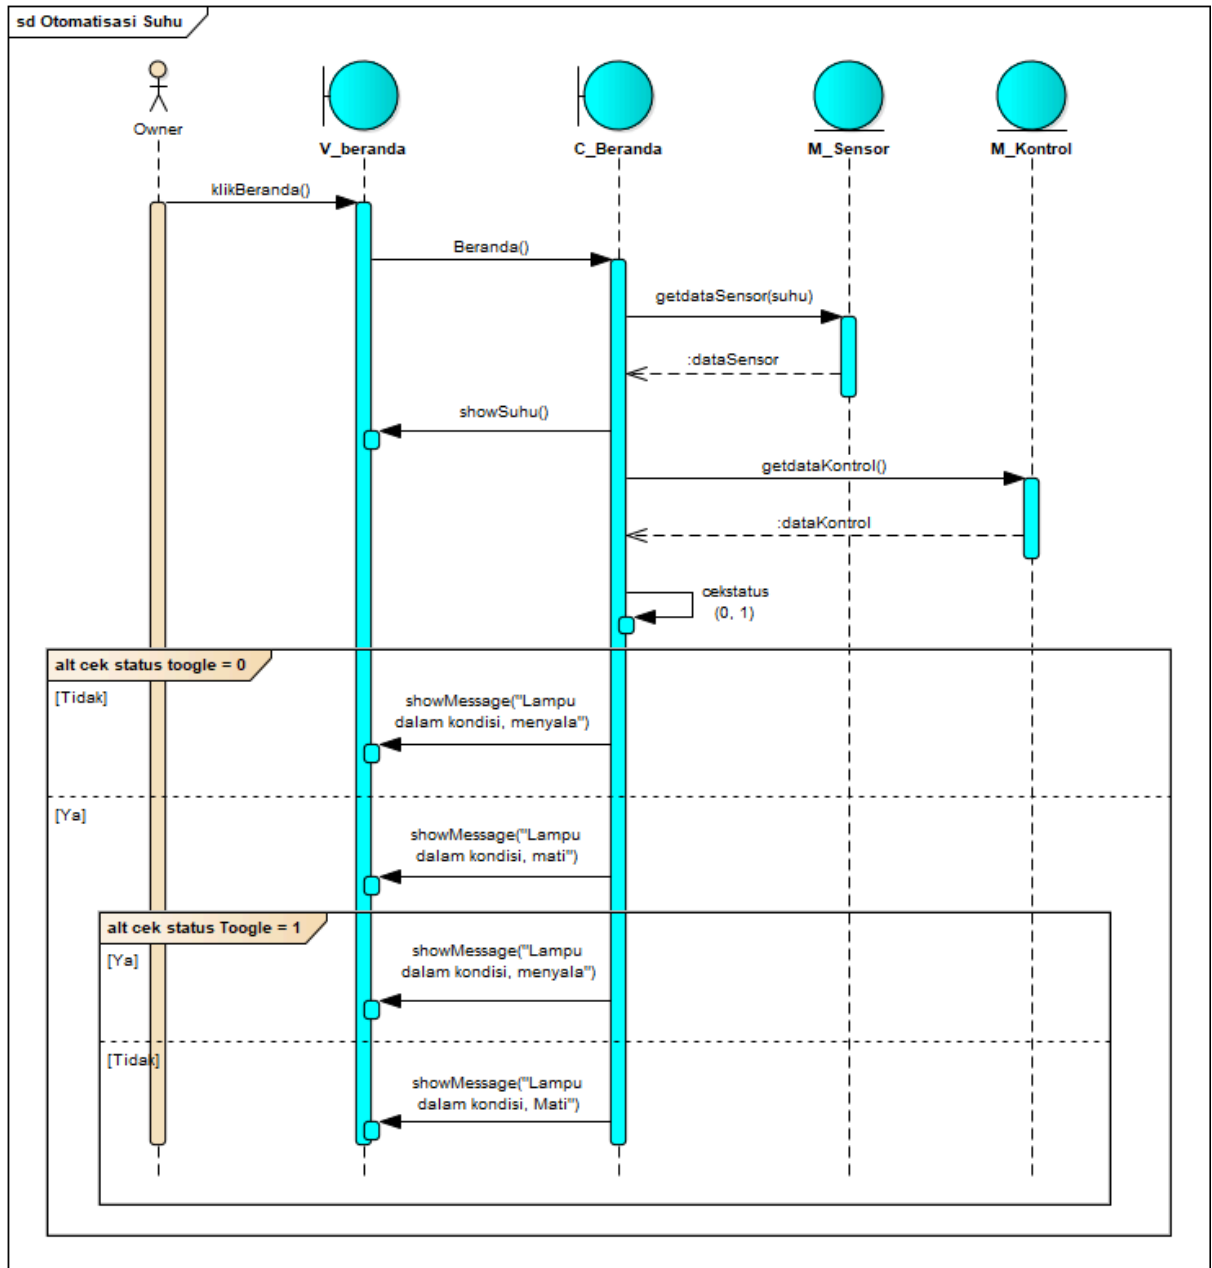 sd Otomatisasi Suhu
Owner
V_beranda
C_Beranda
M_Sensor
M_Kontrol
klikBeranda()
Beranda()
getdataSensor(suhu)
:dataSensor
showSuhu()
getdataKontrol()
:dataKontrol
cekstatus
(0, 1)
alt cek status toogle = 0
[Tidak]
showMessage("Lampu
dalam kondisi, menyala")
[Ya]
showMessage("Lampu
dalam kondisi, mati")
alt cek status Toogle = 1
[Ya]
showMessage("Lampu
dalam kondisi, menyala")
[Tidak]
showMessage("Lampu
dalam kondisi, Mati")